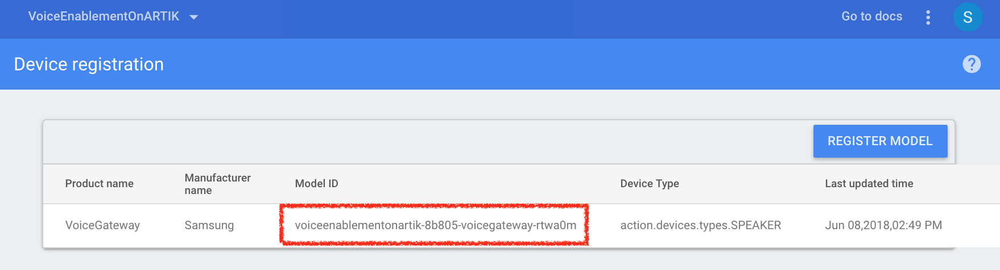 VoiceEnablementOnARTIK
Go to docs
S
Device registration
?
REGISTER MODEL
Product name
Manufacturer
name
Model ID
Device Type
Last updated time
VoiceGateway
Samsung
voiceenablementonartik-8b805-voicegateway-rtwa0m
action.devices.types.SPEAKER
Jun 08,2018,02:49 PM